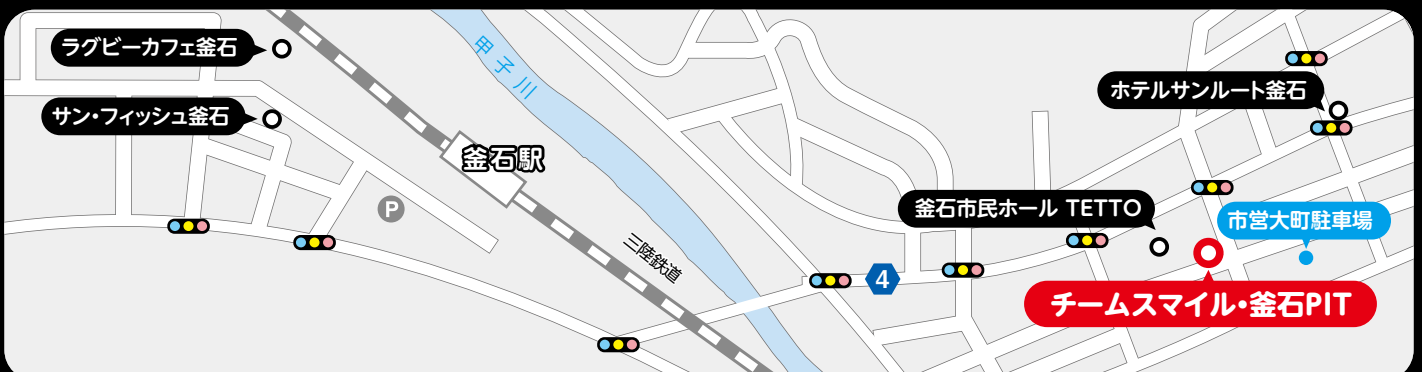 ラグビーカフェ釜石
サン・フィッシュ釜石
甲子川
釜石駅
P
三陸鉄道
4
ホテルサンルート釜石
釜石市民ホール TETTO
市営大町駐車場
チームスマイル・釜石PIT